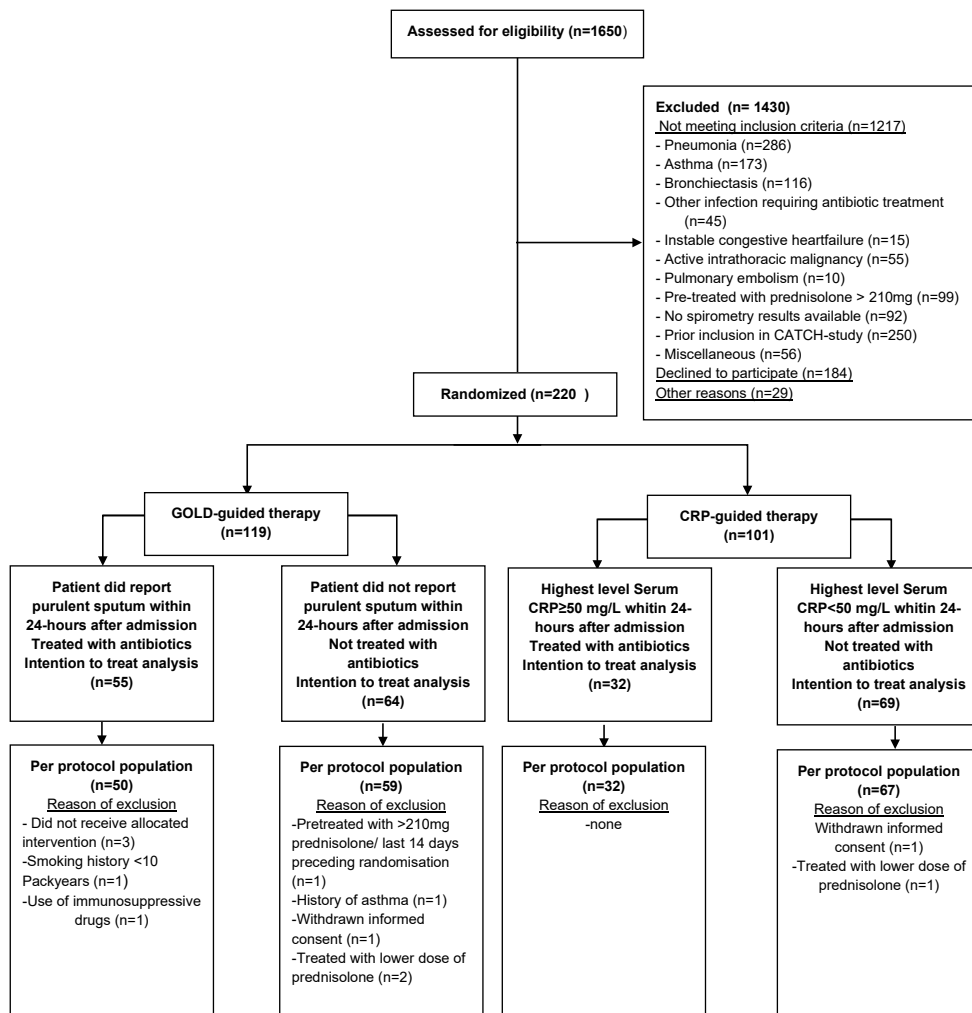 Assessed for eligibility (n=1650)
Excluded (n= 1430)
Not meeting inclusion criteria (n=1217)
- Pneumonia (n=286)
- Asthma (n=173)
- Bronchiectasis (n=116)
- Other infection requiring antibiotic treatment
(n=45)
- Instable congestive heartfailure (n=15)
- Active intrathoracic malignancy (n=55)
- Pulmonary embolism (n=10)
- Pre-treated with prednisolone > 210mg (n=99)
- No spirometry results available (n=92)
- Prior inclusion in CATCH-study (n=250)
- Miscellaneous (n=56)
Declined to participate (n=184)
Other reasons (n=29)
Randomized (n=220 )
GOLD-guided therapy
(n=119)
CRP-guided therapy
(n=101)
Patient did report
purulent sputum within
24-hours after admission
Treated with antibiotics
Intention to treat analysis
(n=55)
Patient did not report
purulent sputum within
24-hours after admission
Not treated with
antibiotics
Intention to treat analysis
(n=64)
Highest level Serum
CRP≥50 mg/L whitin 24-
hours after admission
Treated with antibiotics
Intention to treat analysis
(n=32)
Highest level Serum
CRP<50 mg/L whitin 24-
hours after admission
Not treated with
antibiotics
Intention to treat analysis
(n=69)
Per protocol population
(n=50)
Reason of exclusion
- Did not receive allocated
intervention (n=3)
-Smoking history <10
Packyears (n=1)
-Use of immunosuppressive
drugs (n=1)
Per protocol population
(n=59)
Reason of exclusion
-Pretreated with >210mg
prednisolone/ last 14 days
preceding randomisation
(n=1)
-History of asthma (n=1)
-Withdrawn informed
consent (n=1)
-Treated with lower dose of
prednisolone (n=2)
Per protocol population
(n=32)
Reason of exclusion
-none
Per protocol population
(n=67)
Reason of exclusion
Withdrawn informed
consent (n=1)
-Treated with lower dose of
prednisolone (n=1)